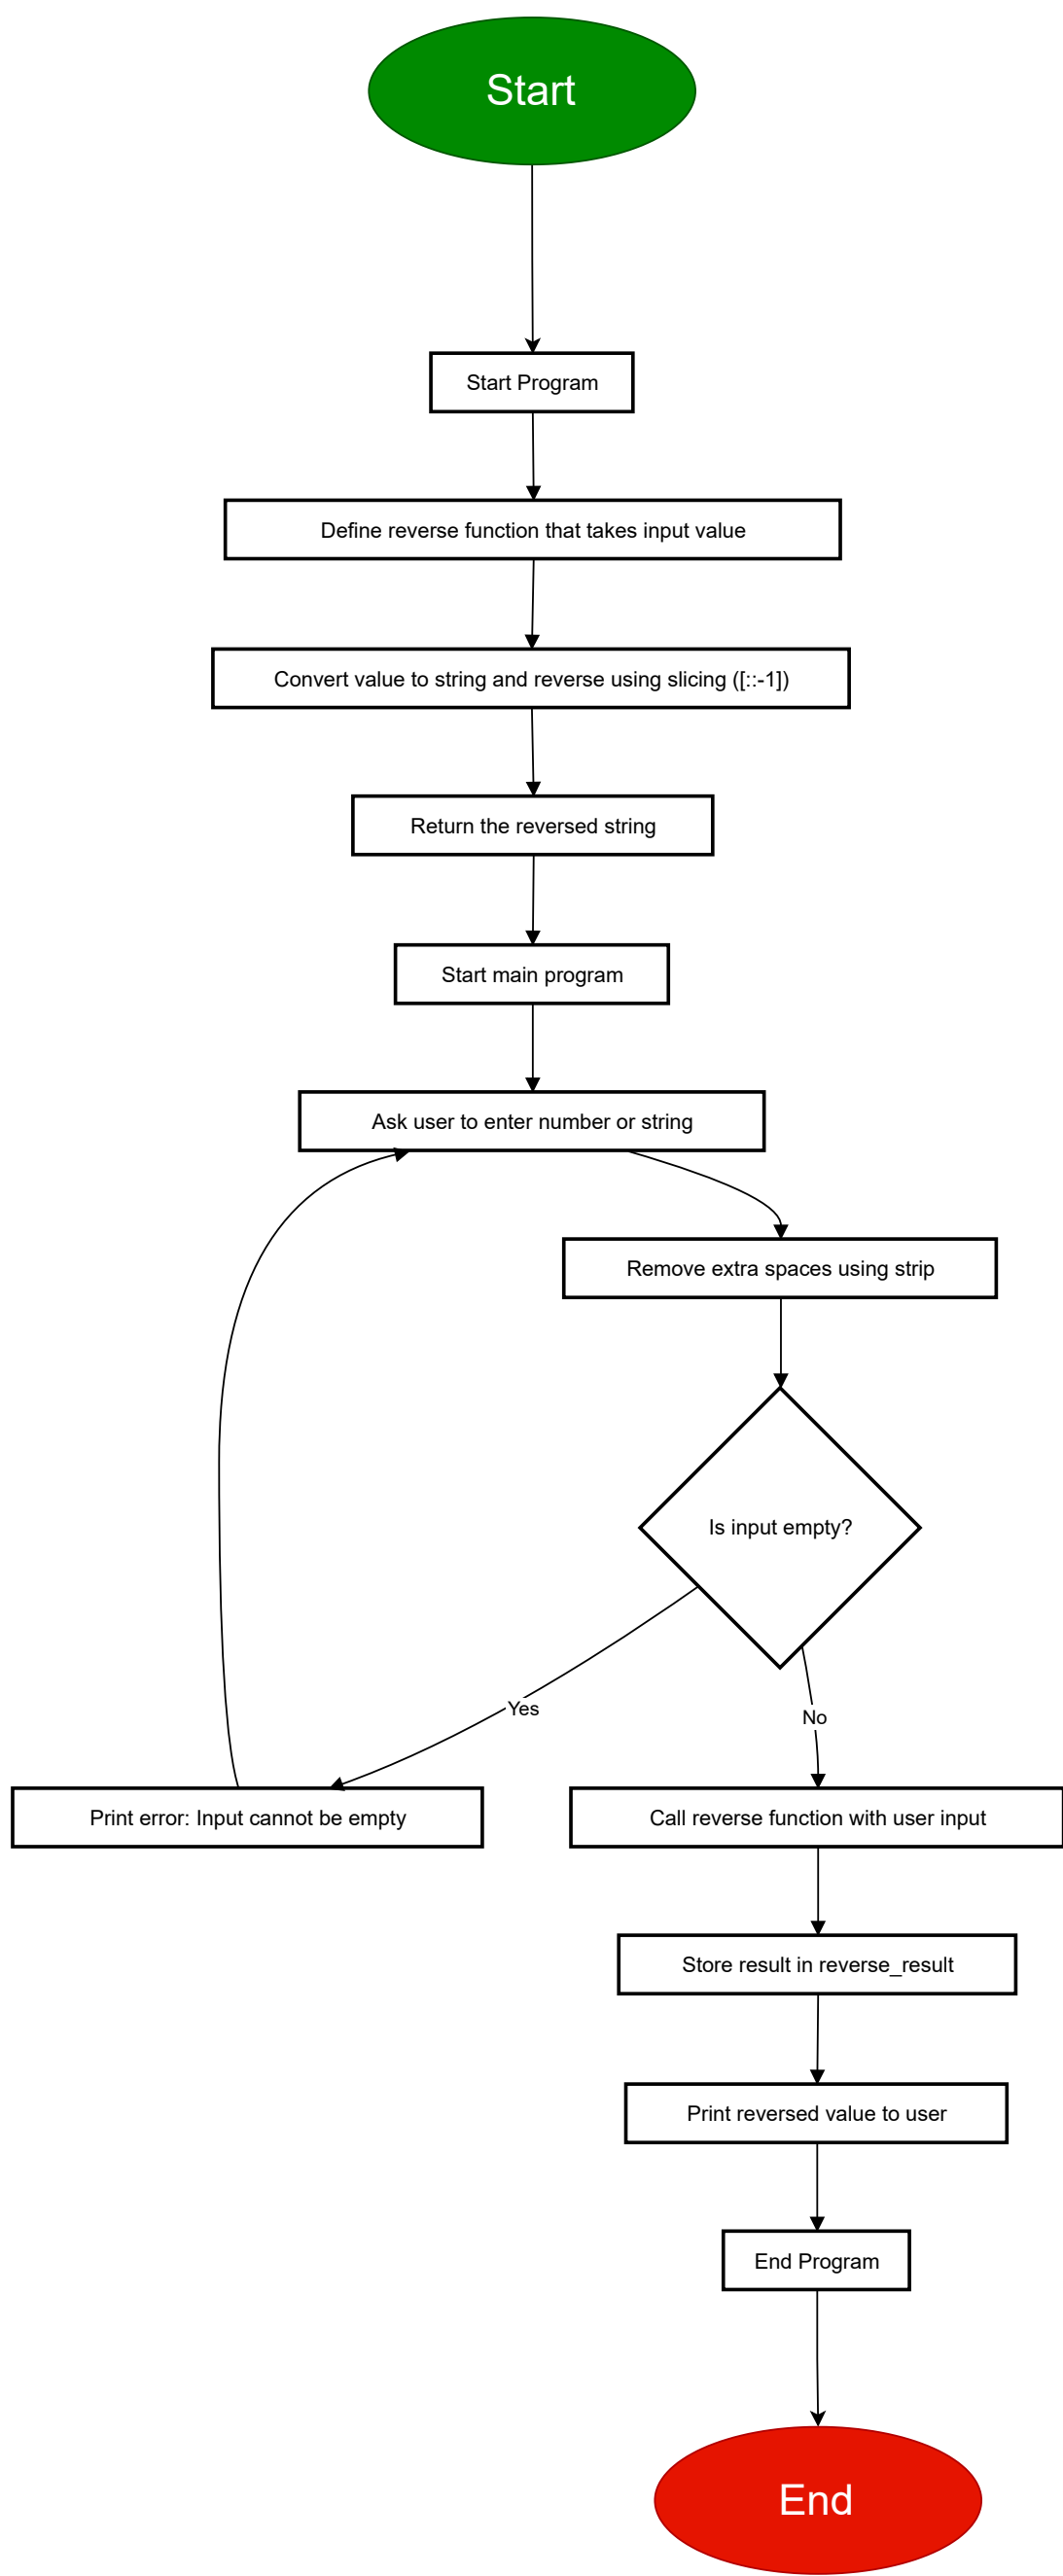 Start
Start Program
Define reverse function that takes input value
Convert value to string and reverse using slicing ([::-1])
Return the reversed string
Start main program
Ask user to enter number or string
Remove extra spaces using strip
Is input empty?
Yes
No
Print error: Input cannot be empty
Call reverse function with user input
Store result in reverse_result
Print reversed value to user
End Program
End